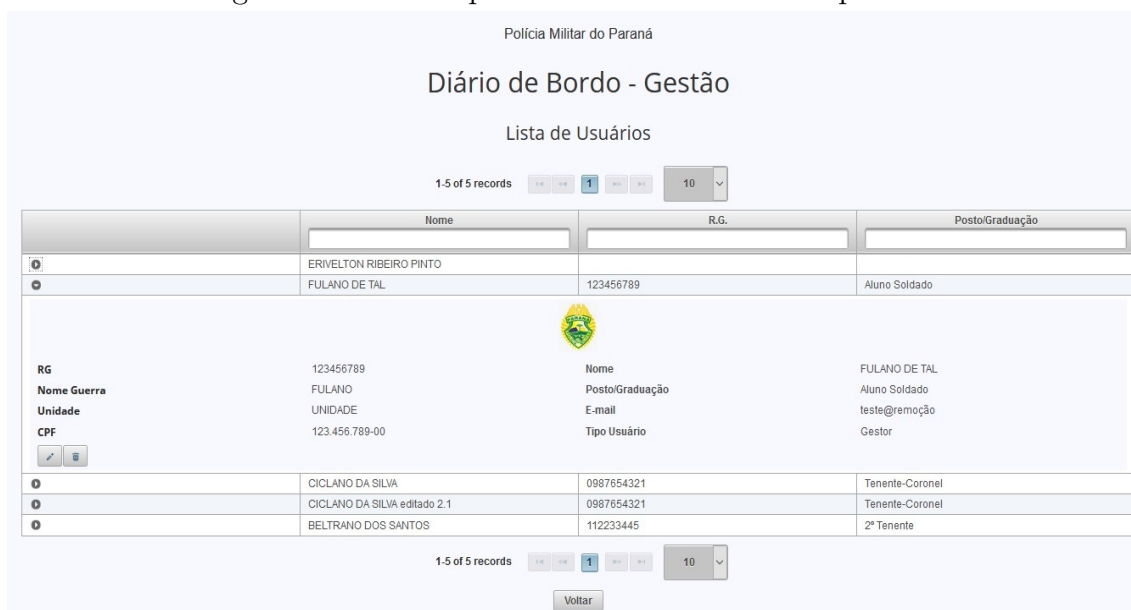 Polícia Militar do Paraná
Diário de Bordo - Gestão
Lista de Usuários
1-5 of 5 records 1 10
Nome R.G. Posto/Graduação
ERIVELTON RIBEIRO PINTO
FULANO DE TAL 123456789 Aluno Soldado
PARANÁ
RG 123456789 Nome FULANO DE TAL
Nome Guerra FULANO Posto/Graduação Aluno Soldado
Unidade UNIDADE E-mail teste@remoção
CPF 123.456.789-00 Tipo Usuário Gestor
CICLANO DA SILVA 0987654321 Tenente-Coronel
CICLANO DA SILVA editado 2.1 0987654321 Tenente-Coronel
BELTRANO DOS SANTOS 112233445 2º Tenente
1-5 of 5 records 1 10
Voltar